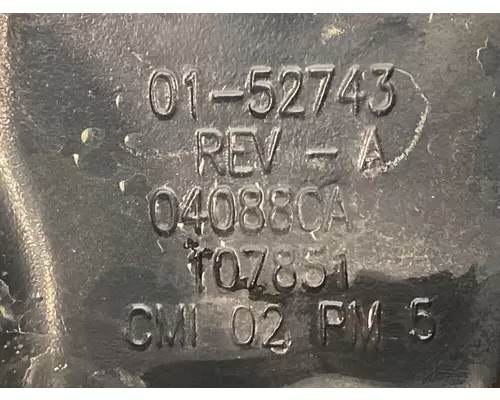 01-52743
REV - A
04088CA
T07851
CMI 02 PM 5